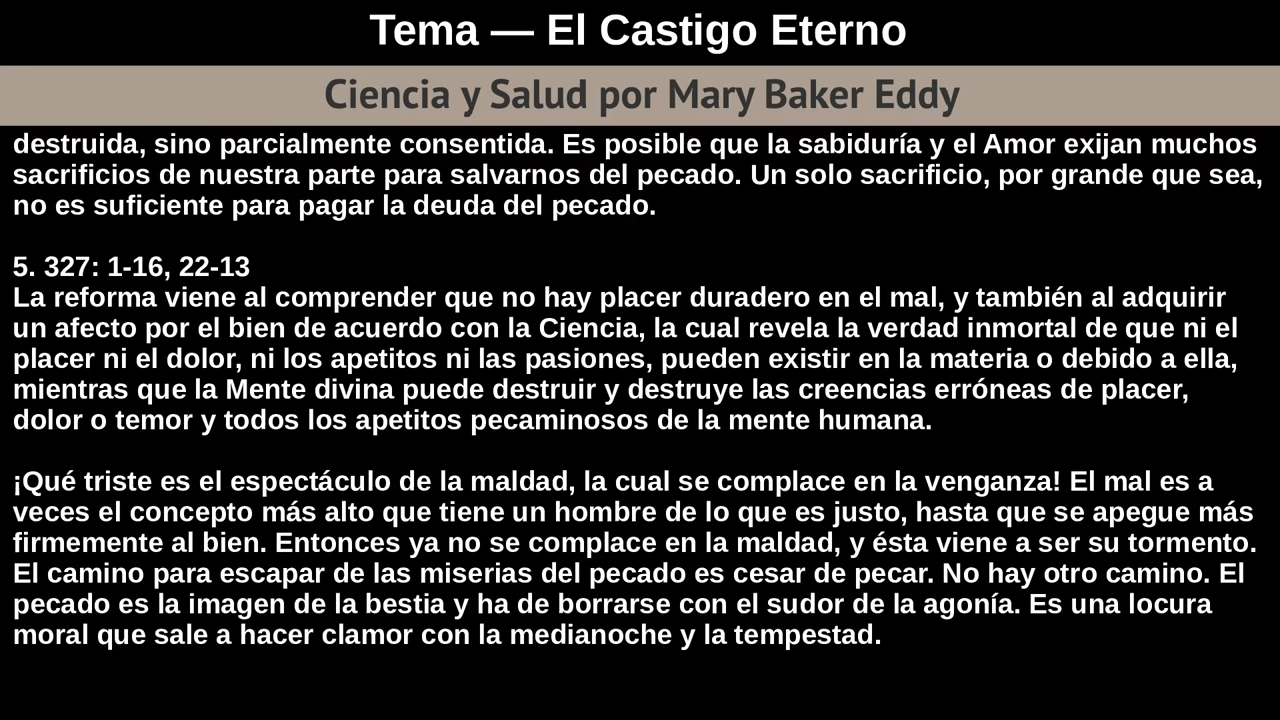 Tema — El Castigo Eterno
Ciencia y Salud por Mary Baker Eddy
destruida, sino parcialmente consentida. Es posible que la sabiduría y el Amor exijan muchos
sacrificios de nuestra parte para salvarnos del pecado. Un solo sacrificio, por grande que sea,
no es suficiente para pagar la deuda del pecado.
5. 327: 1-16, 22-13
La reforma viene al comprender que no hay placer duradero en el mal, y también al adquirir
un afecto por el bien de acuerdo con la Ciencia, la cual revela la verdad inmortal de que ni el
placer ni el dolor, ni los apetitos ni las pasiones, pueden existir en la materia o debido a ella,
mientras que la Mente divina puede destruir y destruye las creencias erróneas de placer,
dolor o temor y todos los apetitos pecaminosos de la mente humana.
¡Qué triste es el espectáculo de la maldad, la cual se complace en la venganza! El mal es a
veces el concepto más alto que tiene un hombre de lo que es justo, hasta que se apegue más
firmemente al bien. Entonces ya no se complace en la maldad, y ésta viene a ser su tormento.
El camino para escapar de las miserias del pecado es cesar de pecar. No hay otro camino. El
pecado es la imagen de la bestia y ha de borrarse con el sudor de la agonía. Es una locura
moral que sale a hacer clamor con la medianoche y la tempestad.